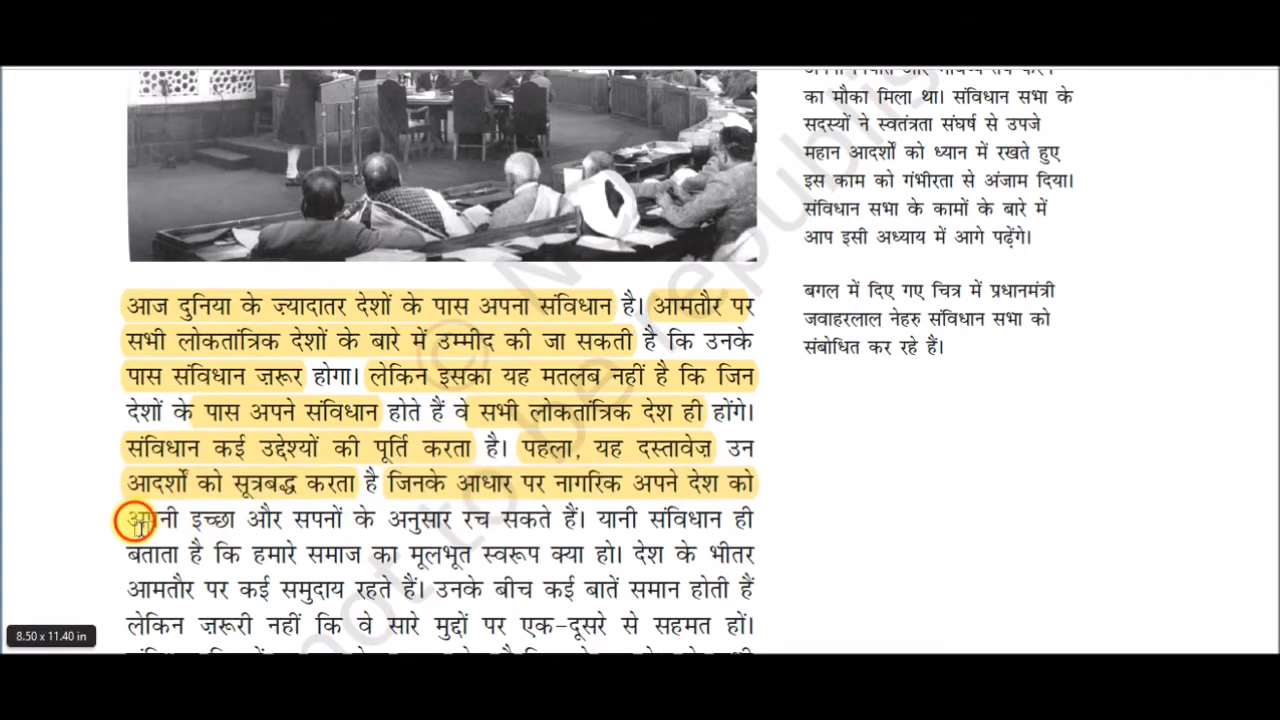 का मौका मिला था। संविधान सभा के
सदस्यों ने स्वतंत्रता संघर्ष से उपजे
महान आदर्शों को ध्यान में रखते हुए
इस काम को गंभीरता से अंजाम दिया।
संविधान सभा के कामों के बारे में
आप इसी अध्याय में आगे पढ़ेंगे।
बगल में दिए गए चित्र में प्रधानमंत्री
जवाहरलाल नेहरु संविधान सभा को
संबोधित कर रहे हैं।
आज दुनिया के ज़्यादातर देशों के पास अपना संविधान है। आमतौर पर
सभी लोकतांत्रिक देशों के बारे में उम्मीद की जा सकती है कि उनके
पास संविधान ज़रूर होगा। लेकिन इसका यह मतलब नहीं है कि जिन
देशों के पास अपने संविधान होते हैं वे सभी लोकतांत्रिक देश ही होंगे।
संविधान कई उद्देश्यों की पूर्ति करता है। पहला, यह दस्तावेज़ उन
आदर्शों को सूत्रबद्ध करता है जिनके आधार पर नागरिक अपने देश को
अपनी इच्छा और सपनों के अनुसार रच सकते हैं। यानी संविधान ही
बताता है कि हमारे समाज का मूलभूत स्वरूप क्या हो। देश के भीतर
आमतौर पर कई समुदाय रहते हैं। उनके बीच कई बातें समान होती हैं
लेकिन ज़रूरी नहीं कि वे सारे मुद्दों पर एक-दूसरे से सहमत हों।
8.50 x 11.40 in
not to be republis